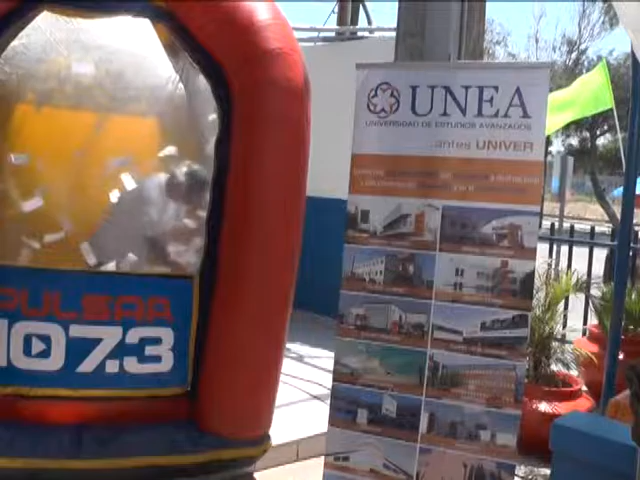 UNEA
UNIVERSIDAD DE ESTUDIOS AVANZADOS
...antes UNIVER
PULSAR
107.3